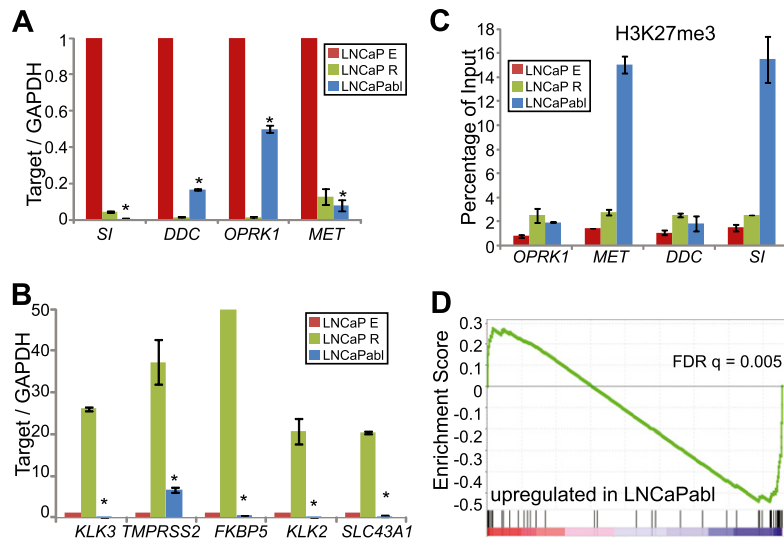 A
Target / GAPDH
1
0.8
0.6
0.4
0.2
0
LNCaP E
LNCaP R
LNCaPabl
*
*
*
*
SI DDC OPRK1 MET
B
Target / GAPDH
50
40
30
20
10
0
LNCaP E
LNCaP R
LNCaPabl
*
*
*
*
*
KLK3 TMPRSS2 FKBP5 KLK2 SLC43A1
C
H3K27me3
Percentage of Input
18
16
14
12
10
8
6
4
2
0
LNCaP E
LNCaP R
LNCaPabl
OPRK1 MET DDC SI
D
Enrichment Score
0.3
0.2
0.1
0
-0.1
-0.2
-0.3
-0.4
-0.5
FDR q = 0.005
upregulated in LNCaPabl